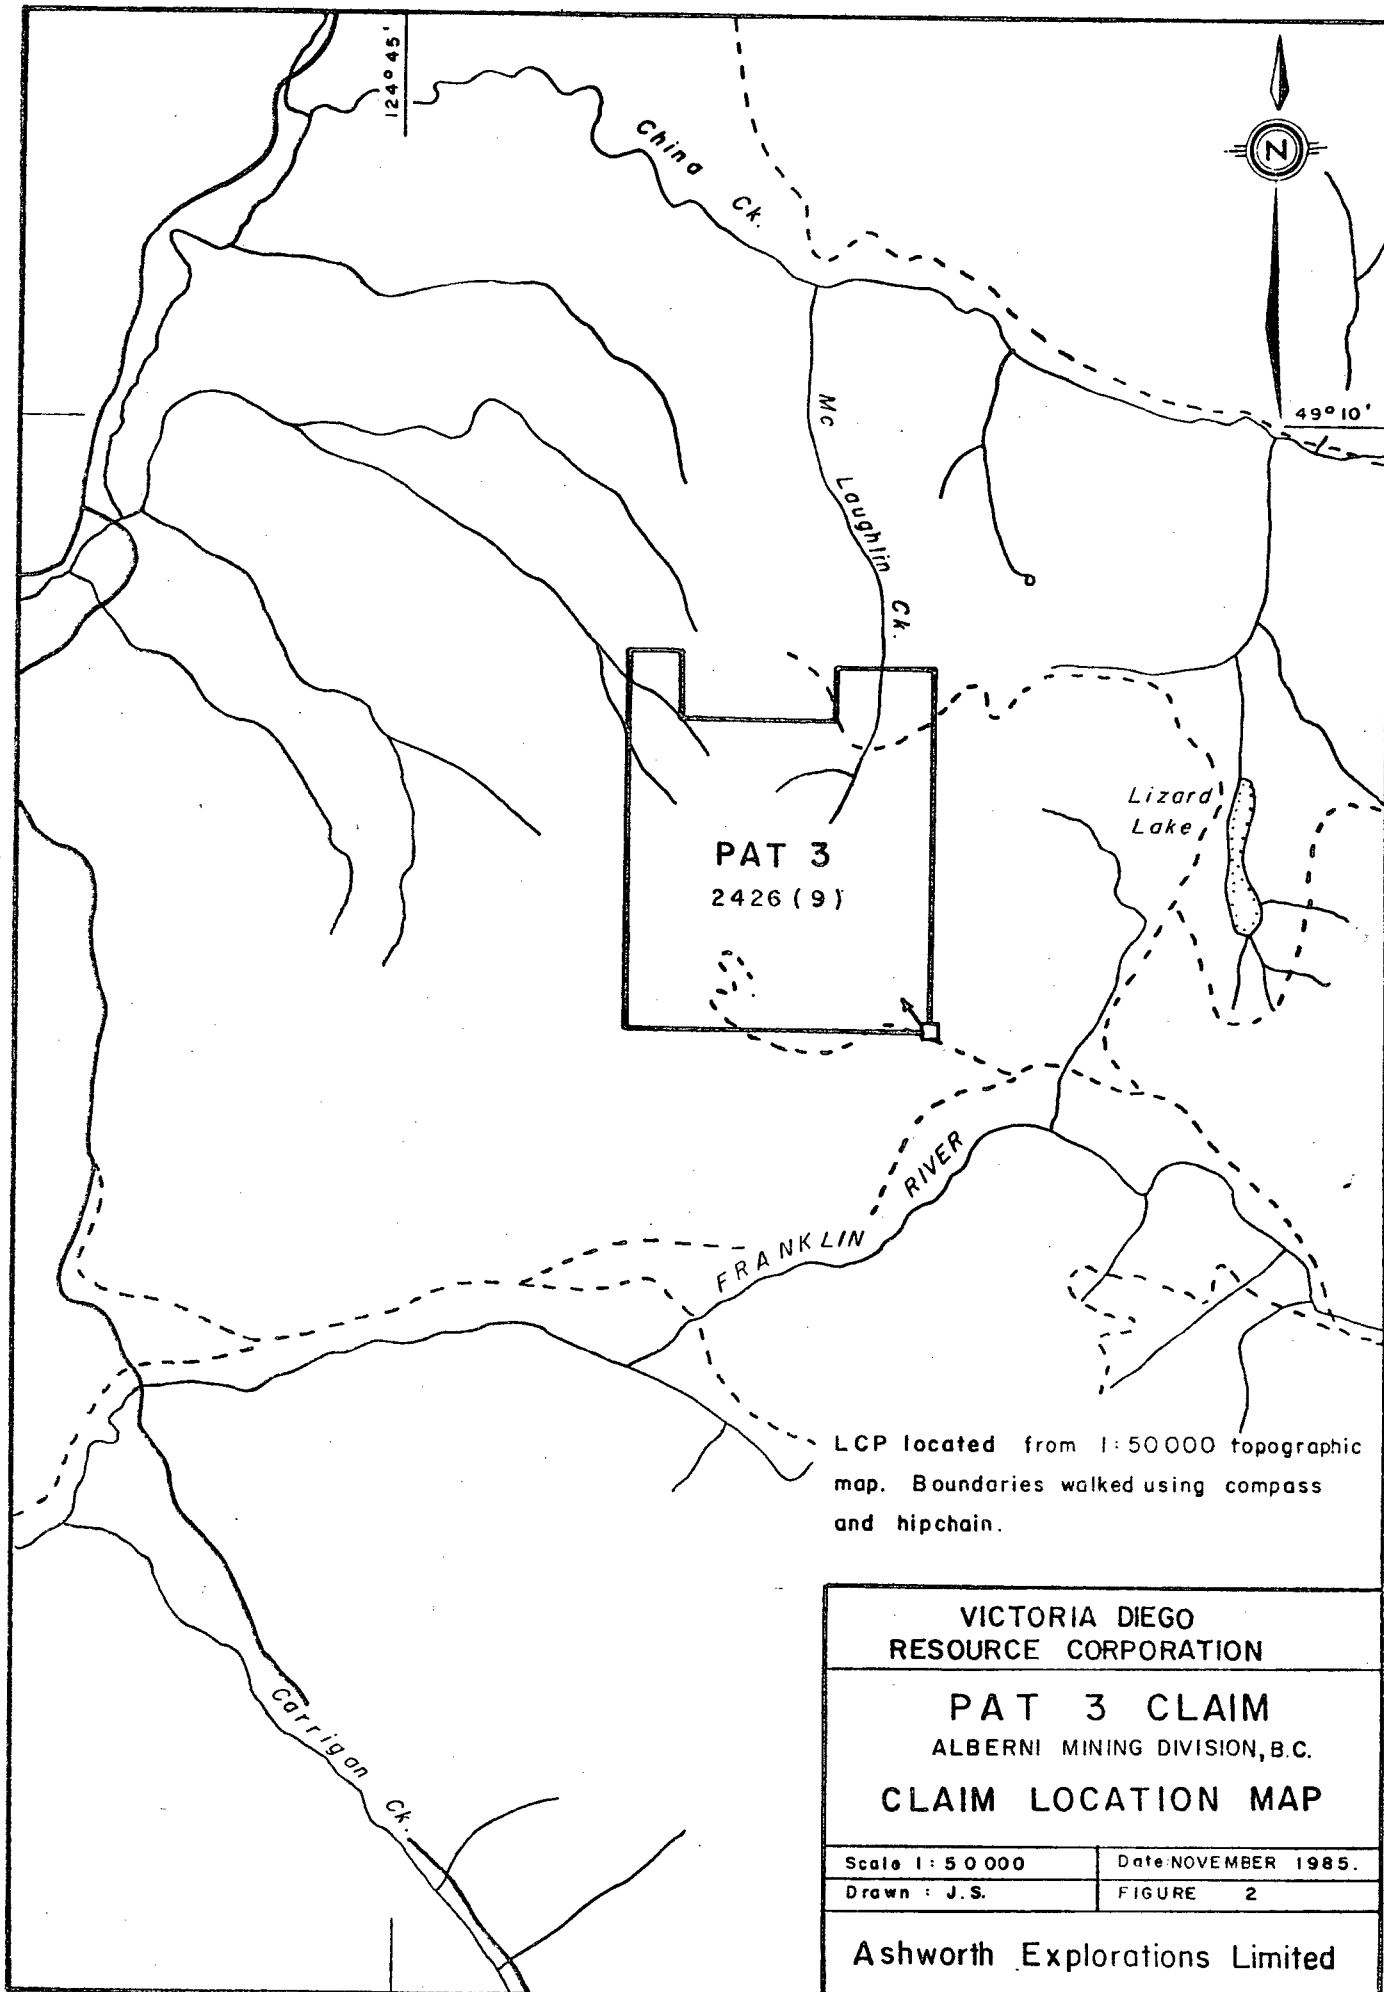 124° 45'
China Ck.
N
49° 10'
Mc Laughlin Ck.
Lizard
Lake
PAT 3
2426 (9)
FRANKLIN RIVER
LCP located from 1:50 000 topographic
map. Boundaries walked using compass
and hipchain.
Carrigan Ck.
VICTORIA DIEGO
RESOURCE CORPORATION
PAT 3 CLAIM
ALBERNI MINING DIVISION, B.C.
CLAIM LOCATION MAP
Scale 1: 50 000
Date: NOVEMBER 1985.
Drawn : J.S.
FIGURE 2
Ashworth Explorations Limited